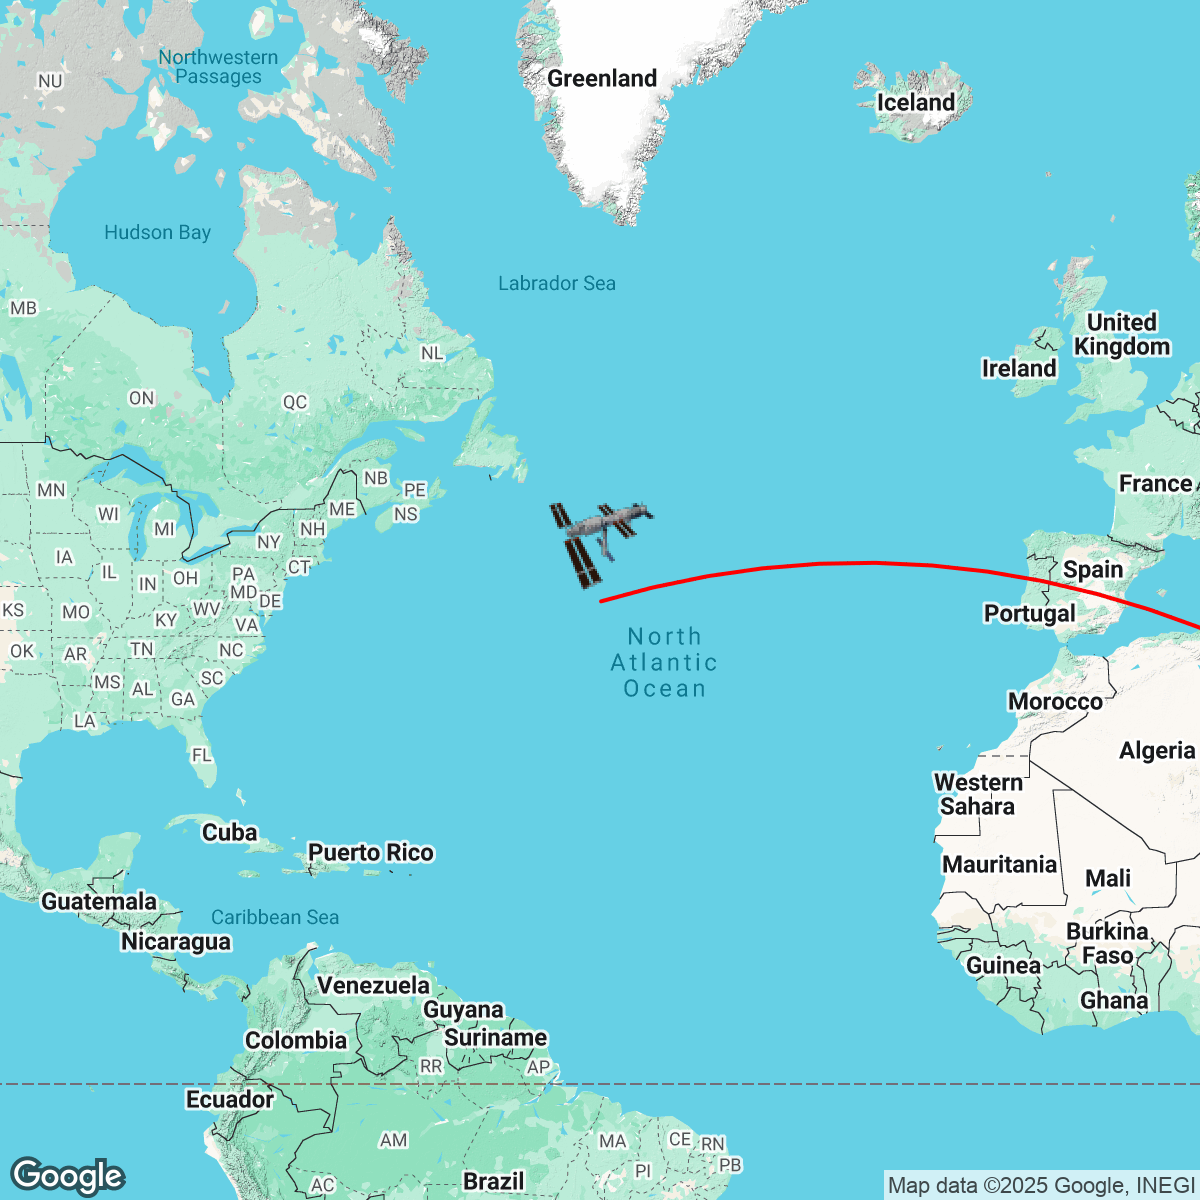 Northwestern
Passages
NU
Greenland
Iceland
Hudson Bay
Labrador Sea
MB
United
Kingdom
Ireland
NL
ON
QC
France
MN
NB
PE
WI
ME
NS
MI
NH
NY
IA
IL
IN
OH
PA
CT
Spain
MD
DE
KS
MO
WV
KY
VA
Portugal
North
Atlantic
Ocean
OK
AR
TN
NC
MS
AL
SC
GA
Morocco
LA
FL
Algeria
Western
Sahara
Cuba
Puerto Rico
Mauritania
Mali
Guatemala
Caribbean Sea
Nicaragua
Burkina
Faso
Guinea
Venezuela
Ghana
Guyana
Suriname
Colombia
RR
AP
Ecuador
AM
MA
CE
RN
PI
PB
AC
Brazil
Google
Map data ©2025 Google, INEGI